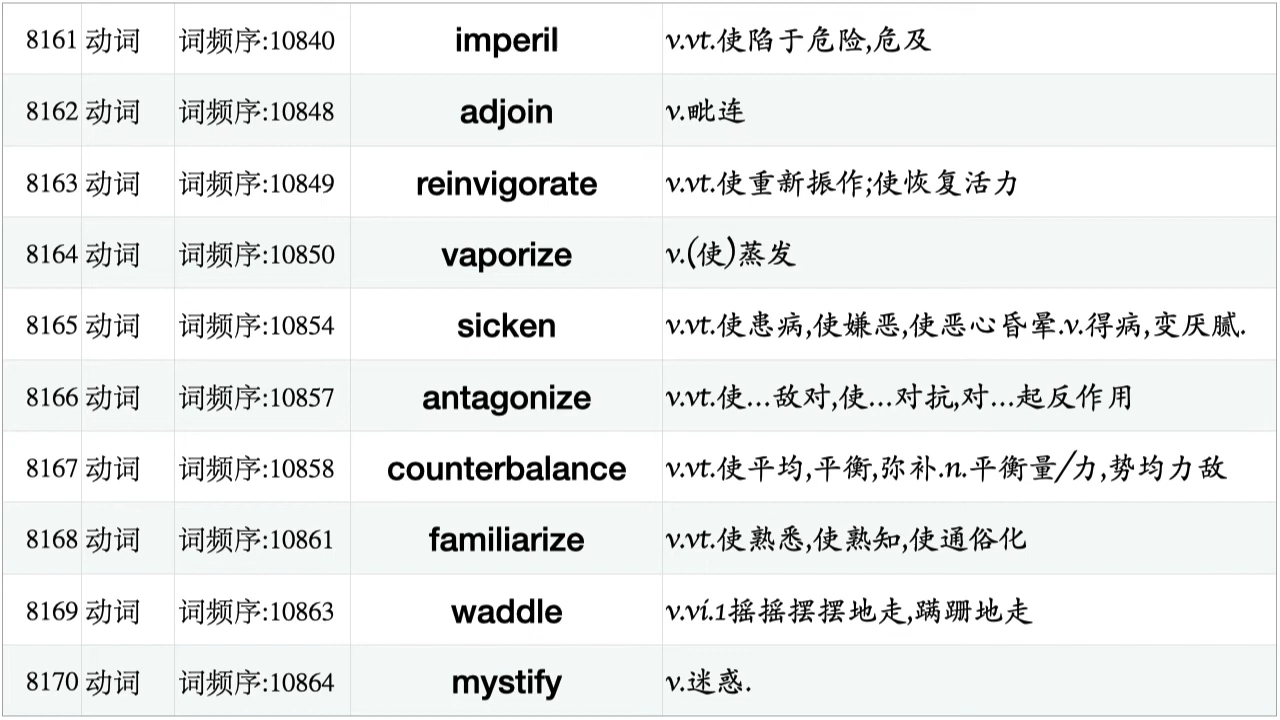 8161 动词 词频序:10840 imperil v.vt.使陷于危险,危及
8162 动词 词频序:10848 adjoin v.毗连
8163 动词 词频序:10849 reinvigorate v.vt.使重新振作;使恢复活力
8164 动词 词频序:10850 vaporize v.(使)蒸发
8165 动词 词频序:10854 sicken v.vt.使患病,使嫌恶,使恶心昏晕.v.得病,变厌腻.
8166 动词 词频序:10857 antagonize v.vt.使...敌对,使...对抗,对...起反作用
8167 动词 词频序:10858 counterbalance v.vt.使平均,平衡,弥补.n.平衡量/力,势均力敌
8168 动词 词频序:10861 familiarize v.vt.使熟悉,使熟知,使通俗化
8169 动词 词频序:10863 waddle v.vi.1摇摇摆摆地走,蹒跚地走
8170 动词 词频序:10864 mystify v.迷惑.